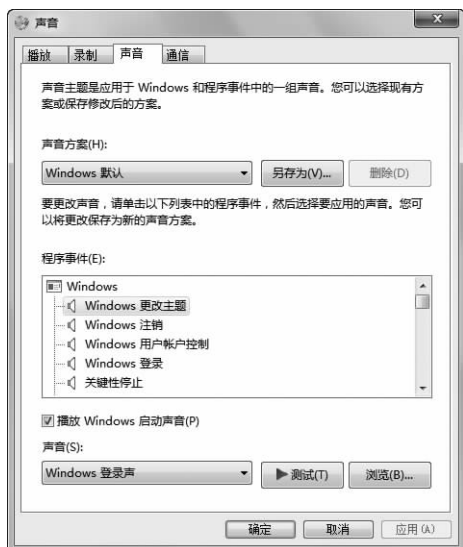 声音
播放 录制 声音 通信
声音主题是应用于 Windows 和程序事件中的一组声音。您可以选择现有方
案或保存修改后的方案。
声音方案(H):
Windows 默认 另存为(V)... 删除(D)
要更改声音，请单击以下列表中的程序事件，然后选择要应用的声音。您可
以将更改保存为新的声音方案。
程序事件(E):
Windows
Windows 更改主题
Windows 注销
Windows 用户帐户控制
Windows 登录
关键性停止
播放 Windows 启动声音(P)
声音(S):
Windows 登录声 测试(T) 浏览(B)...
确定 取消 应用(A)